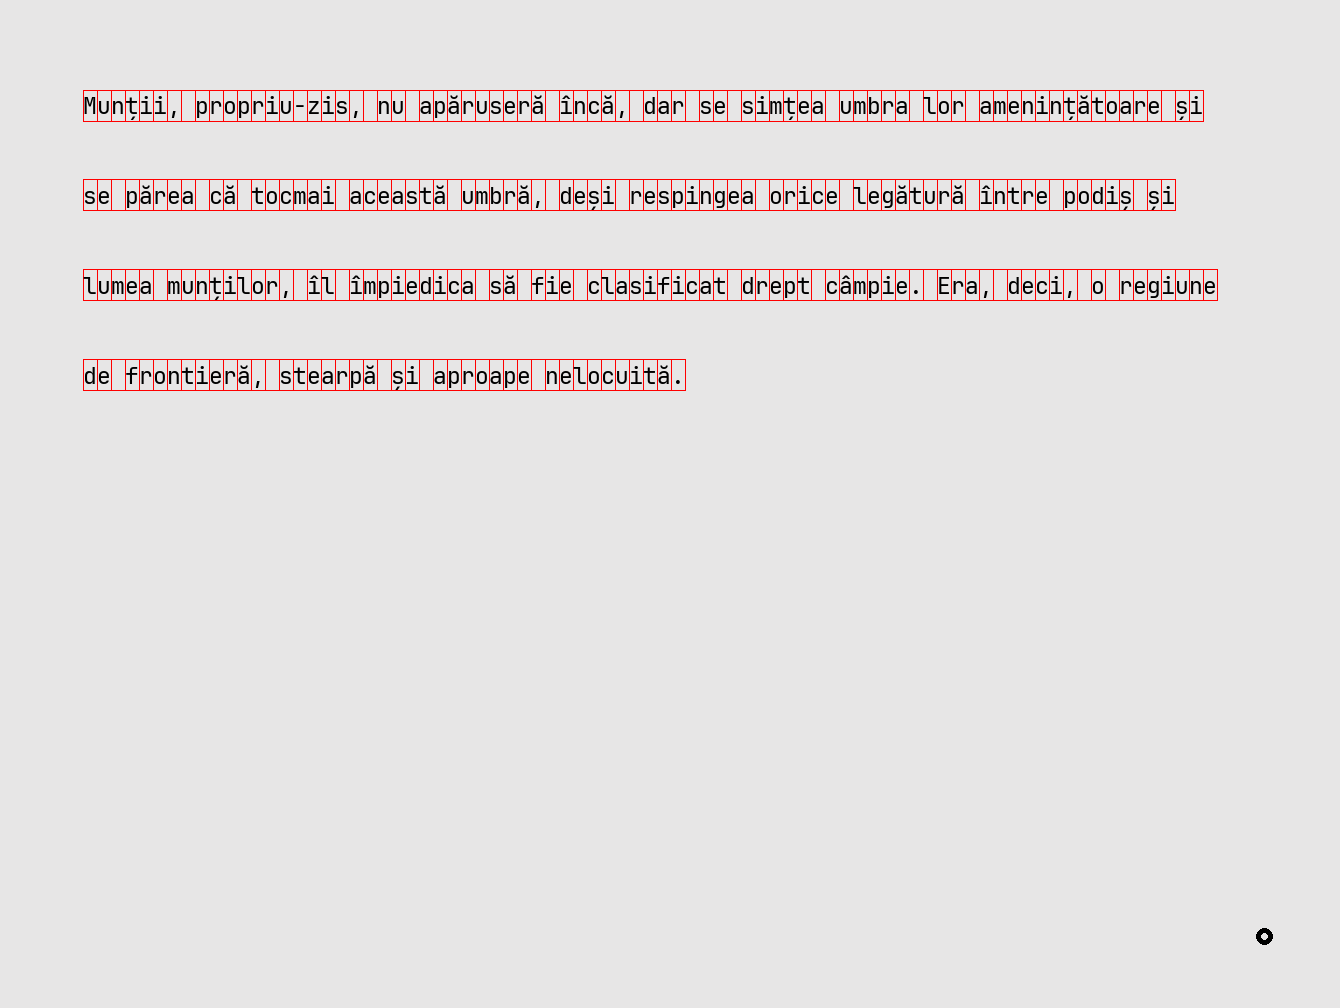 Munții, propriu-zis, nu apăruseră încă, dar se simțea umbra lor amenințătoare și
se părea că tocmai această umbră, deși respingea orice legătură între podiș și
lumea munților, îl împiedica să fie clasificat drept câmpie. Era, deci, o regiune
de frontieră, stearpă și aproape nelocuită.